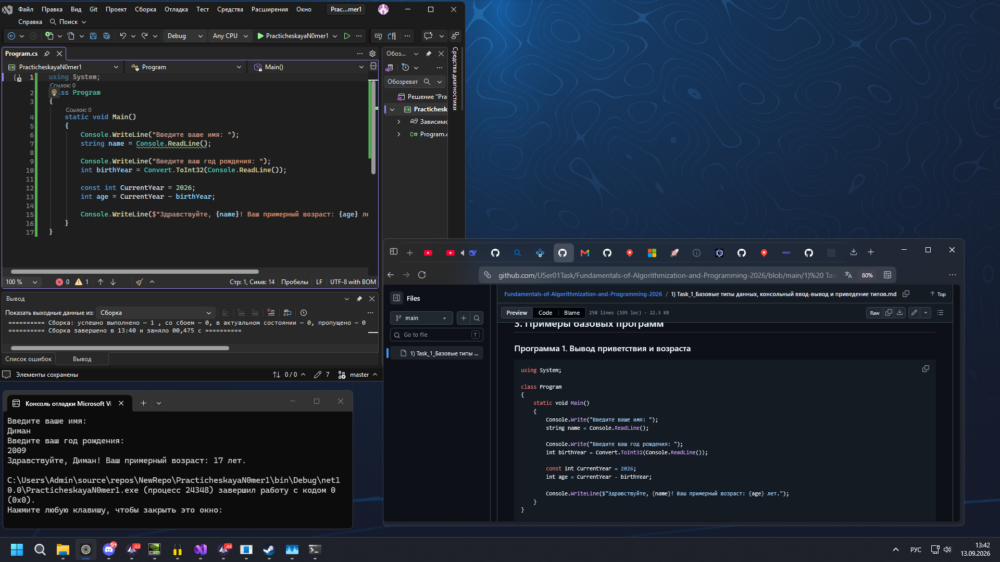 Файл Правка Вид Git Проект Сборка Отладка Тест Средства Расширения Окно Prac...mer1
Справка Поиск
Debug Any CPU PracticheskayaN0mer1
Program.cs
PracticheskayaN0mer1 Program Main()
1 using System;
Ссылок: 0
2 ss Program
3 {
Ссылок: 0
4 static void Main()
5 {
6 Console.WriteLine("Введите ваше имя: ");
7 string name = Console.ReadLine();
8
9 Console.WriteLine("Введите ваш год рождения: ");
10 int birthYear = Convert.ToInt32(Console.ReadLine());
11
12 const int CurrentYear = 2026;
13 int age = CurrentYear - birthYear;
14
15 Console.WriteLine($"Здравствуйте, {name}! Ваш примерный возраст: {age} ле
16 }
17 }
100 % 0 1 Стр: 1, Симв: 14 Пробелы LF UTF-8 with BOM
Обоз...
Обозреват
Решение "Pra
Practichesk
Зависимо
Program.c
Средства диагностики
Вывод
Показать выходные данные из: Сборка
========== Сборка: успешно выполнено — 1 , со сбоем — 0, в актуальном состоянии — 0, пропущено — 0
========== Сборка завершено в 13:40 и заняло 00,475 с ==========
Список ошибок Вывод
Элементы сохранены 0 / 0 7 master
Консоль отладки Microsoft Vi
Введите ваше имя:
Диман
Введите ваш год рождения:
2009
Здравствуйте, Диман! Ваш примерный возраст: 17 лет.
C:\Users\Admin\source\repos\NewRepo\PracticheskayaN0mer1\bin\Debug\net1
0.0\PracticheskayaN0mer1.exe (процесс 24348) завершил работу с кодом 0
(0x0).
Нажмите любую клавишу, чтобы закрыть это окно:
github.com/U5er01Task/Fundamentals-of-Algorithmization-and-Programming-2026/blob/main/1)%20 Tas 80%
Files
main
Go to file T
1) Task_1_Базовые типы ...
Fundamentals-of-Algorithmization-and-Programming-2026 / 1) Task_1_Базовые типы данных, консольный ввод-вывод и приведение типов.md Top
Preview Code Blame 258 lines (195 loc) · 22.3 KB Raw
3. Примеры базовых программ
Программа 1. Вывод приветствия и возраста
using System;
class Program
{
static void Main()
{
Console.Write("Введите ваше имя: ");
string name = Console.ReadLine();
Console.Write("Введите ваш год рождения: ");
int birthYear = Convert.ToInt32(Console.ReadLine());
const int CurrentYear = 2026;
int age = CurrentYear - birthYear;
Console.WriteLine($"Здравствуйте, {name}! Ваш примерный возраст: {age} лет.");
}
}
9+ .02 .44
РУС 13:42
13.09.2026